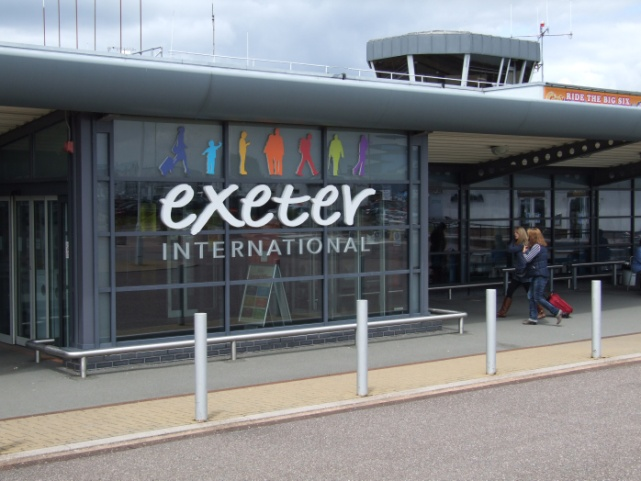 RIDE THE BIG SIX
exeter
INTERNATIONAL